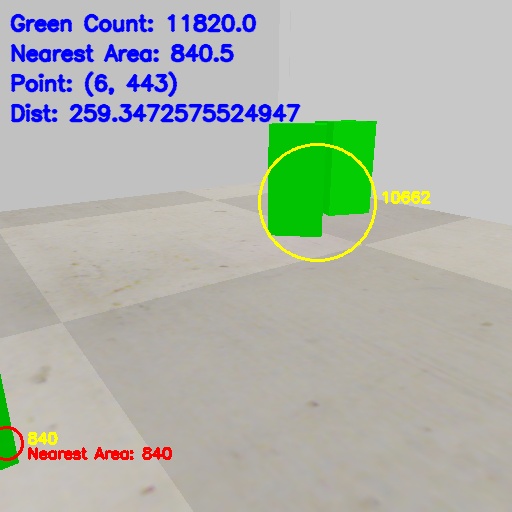 Green Count: 11820.0
Nearest Area: 840.5
Point: (6, 443)
Dist: 259.3472575524947
10662
840
Nearest Area: 840